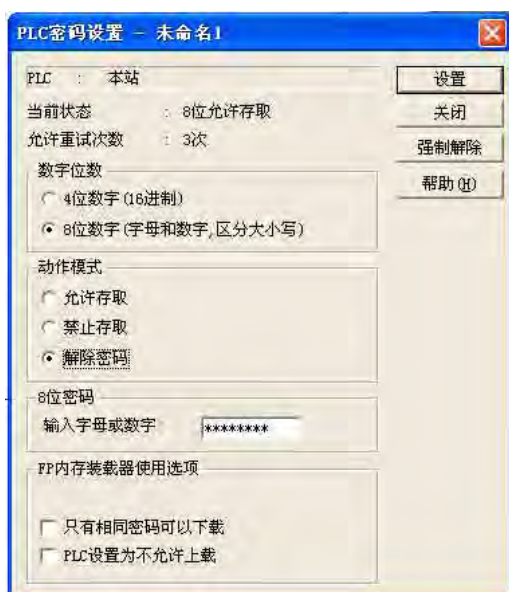 PLC密码设置 - 未命名1
PLC : 本站
当前状态 : 8位允许存取
允许重试次数 : 3次
数字位数
4位数字(16进制)
8位数字(字母和数字,区分大小写)
动作模式
允许存取
禁止存取
解除密码
8位密码
输入字母或数字 ********
FP内存装载器使用选项
只有相同密码可以下载
PLC设置为不允许上载
设置
关闭
强制解除
帮助(H)